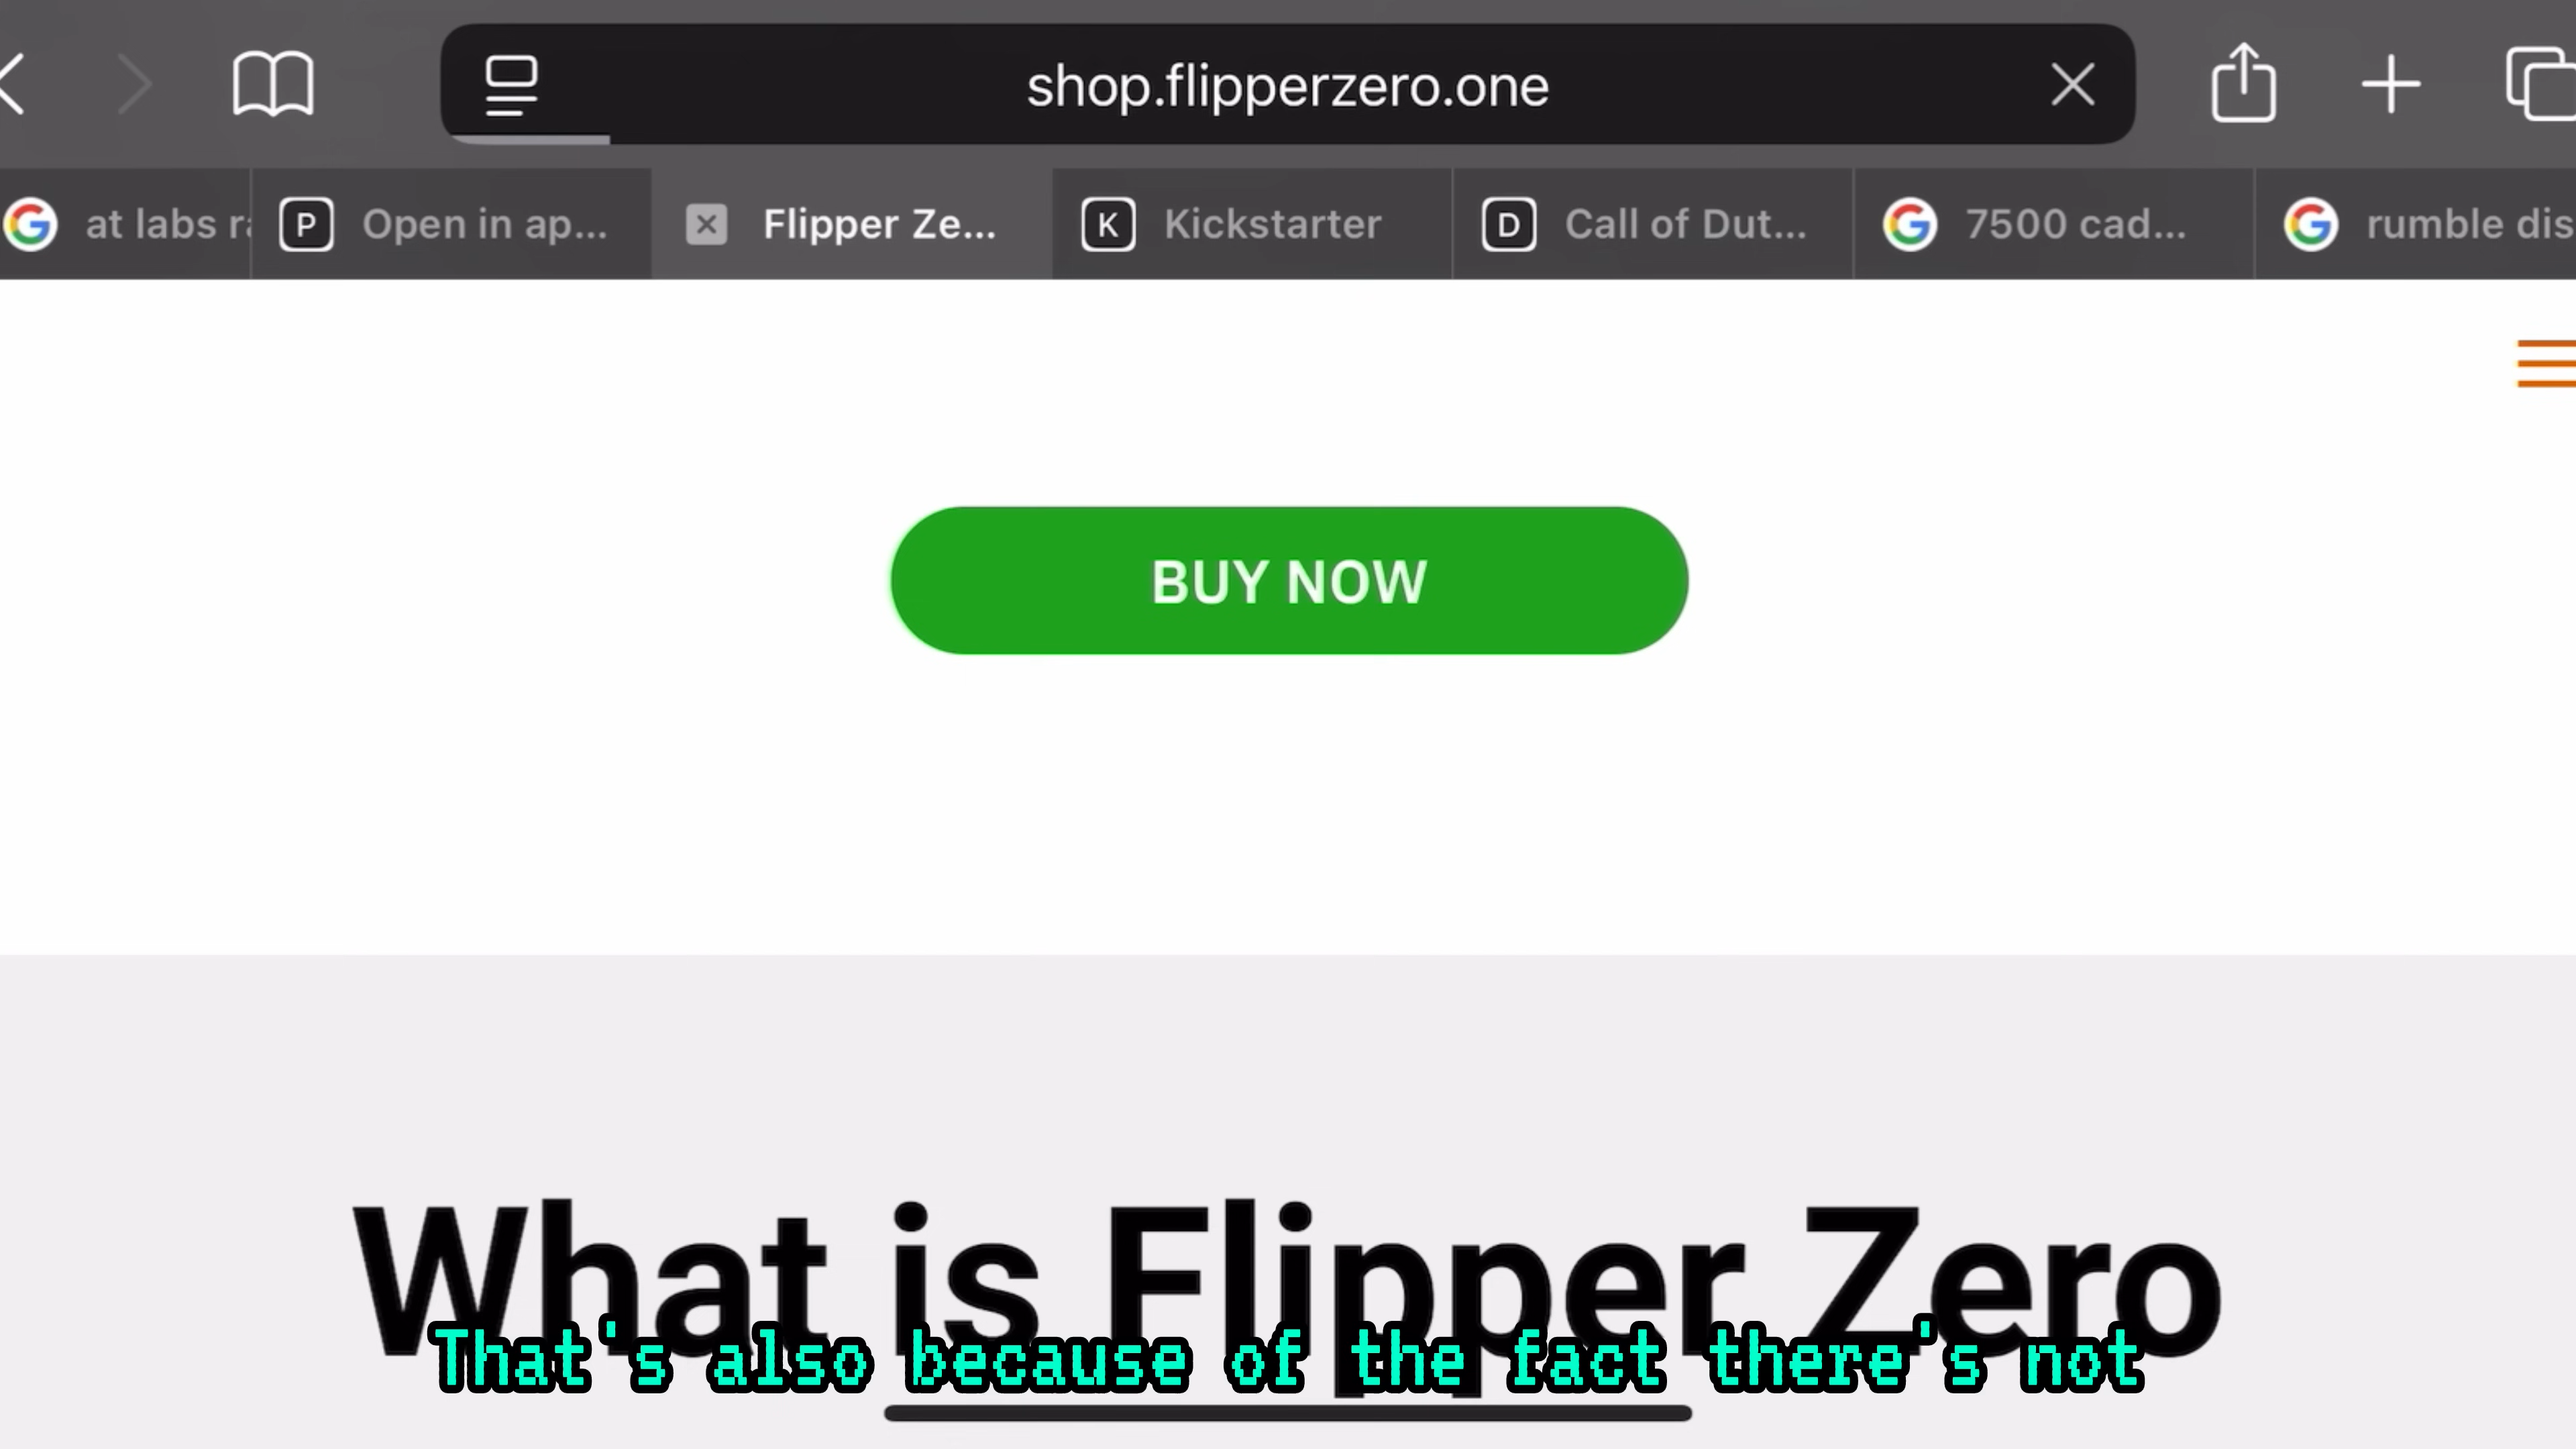 shop.flipperzero.one
at labs ra
P Open in ap...
Flipper Ze...
K Kickstarter
D Call of Dut...
7500 cad...
rumble dis
BUY NOW
What is Flipper Zero
That's also because of the fact there's not